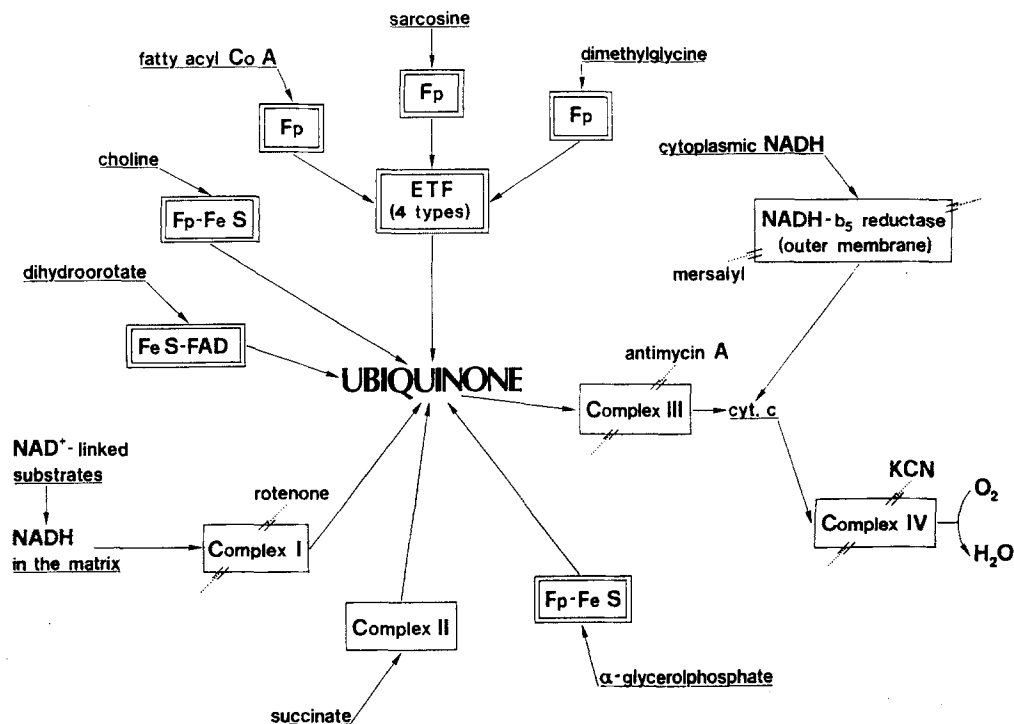 sarcosine
fatty acyl Co A
dimethylglycine
Fp
Fp
Fp
choline
cytoplasmic NADH
ETF
(4 types)
Fp-Fe S
NADH-b5 reductase
(outer membrane)
dihydroorotate
mersalyl
Fe S-FAD
antimycin A
UBIQUINONE
Complex III
cyt. c
NAD+-linked
substrates
KCN
rotenone
O2
Complex IV
NADH
in the matrix
Complex I
H2O
Fp-Fe S
Complex II
α-glycerolphosphate
succinate